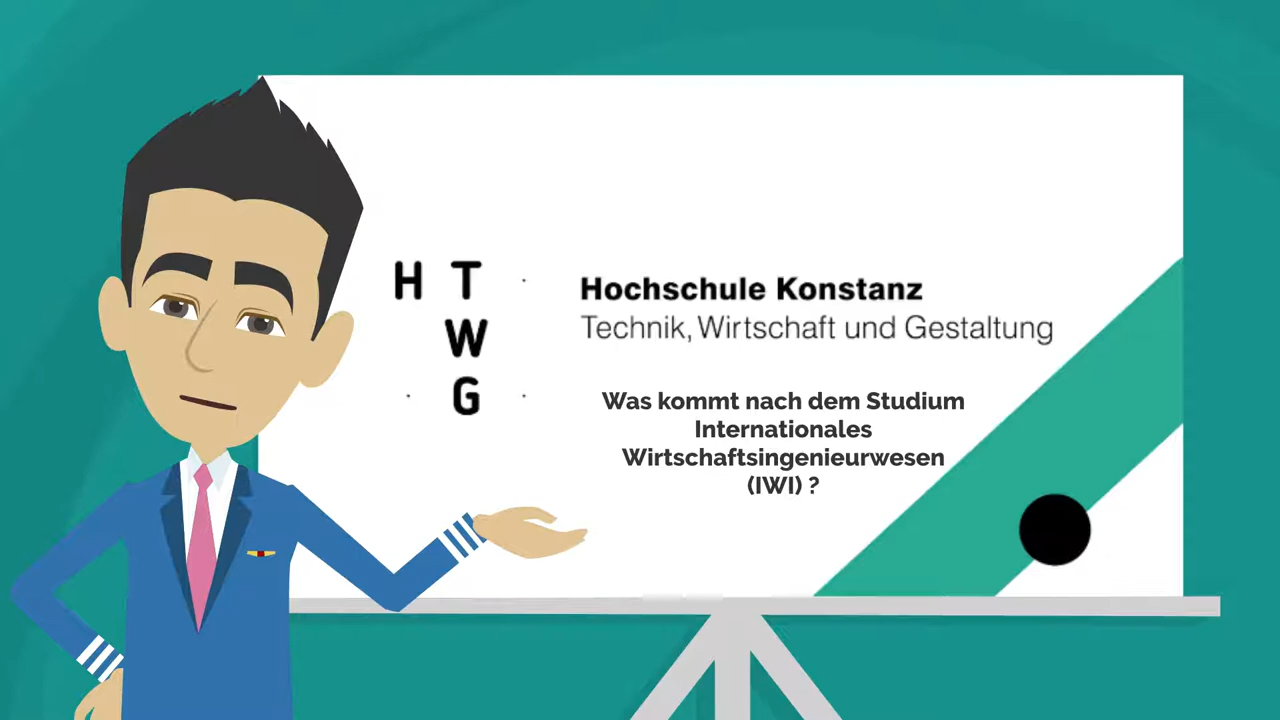 H T
W
G
Hochschule Konstanz
Technik, Wirtschaft und Gestaltung
Was kommt nach dem Studium
Internationales
Wirtschaftsingenieurwesen
(IWI) ?